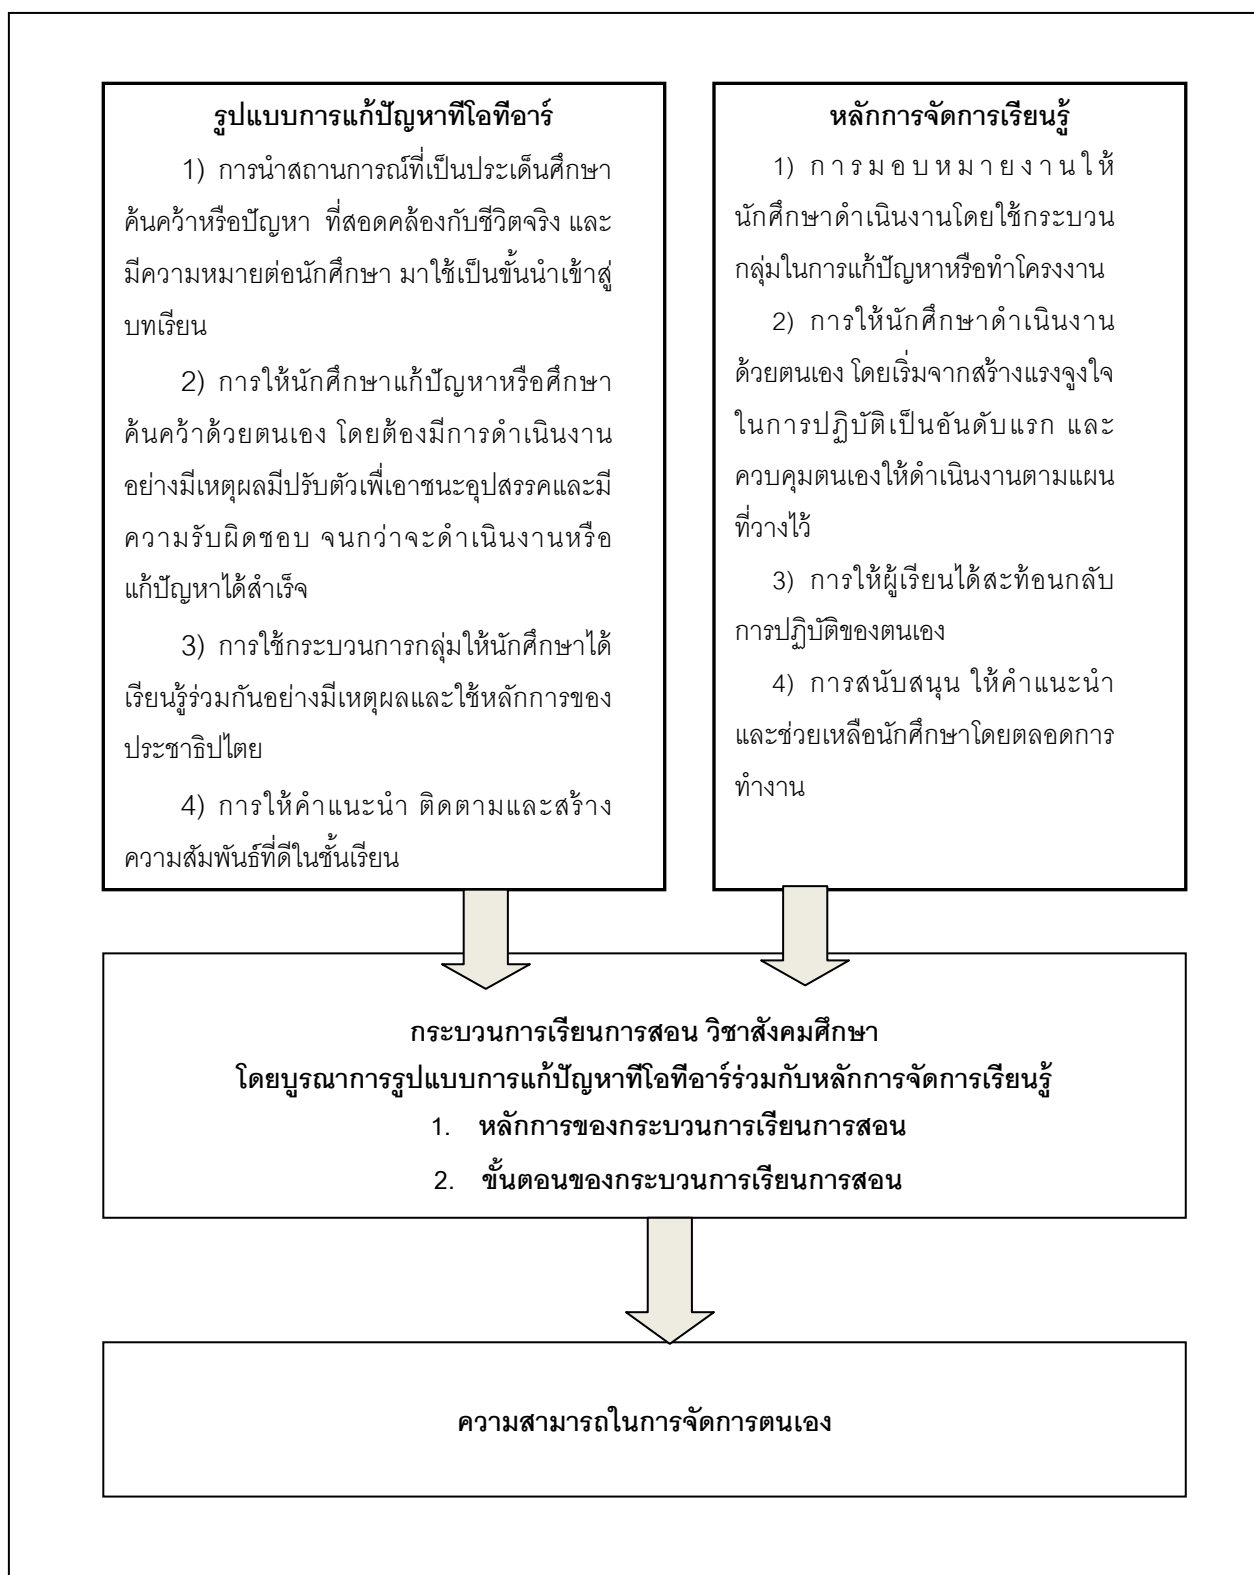 รูปแบบการแก้ปัญหาทีโอทีอาร์
1) การนำสถานการณ์ที่เป็นประเด็นศึกษา
ค้นคว้าหรือปัญหา ที่สอดคล้องกับชีวิตจริง และ
มีความหมายต่อนักศึกษา มาใช้เป็นขั้นนำเข้าสู่
บทเรียน
2) การให้นักศึกษาแก้ปัญหาหรือศึกษา
ค้นคว้าด้วยตนเอง โดยต้องมีการดำเนินงาน
อย่างมีเหตุผลมีปรับตัวเพื่เอาชนะอุปสรรคและมี
ความรับผิดชอบ จนกว่าจะดำเนินงานหรือ
แก้ปัญหาได้สำเร็จ
3) การใช้กระบวนการกลุ่มให้นักศึกษาได้
เรียนรู้ร่วมกันอย่างมีเหตุผลและใช้หลักการของ
ประชาธิปไตย
4) การให้คำแนะนำ ติดตามและสร้าง
ความสัมพันธ์ที่ดีในชั้นเรียน
หลักการจัดการเรียนรู้
1) การมอบหมายงานให้
นักศึกษาดำเนินงานโดยใช้กระบวน
กลุ่มในการแก้ปัญหาหรือทำโครงงาน
2) การให้นักศึกษาดำเนินงาน
ด้วยตนเอง โดยเริ่มจากสร้างแรงจูงใจ
ในการปฏิบัติเป็นอันดับแรก และ
ควบคุมตนเองให้ดำเนินงานตามแผน
ที่วางไว้
3) การให้ผู้เรียนได้สะท้อนกลับ
การปฏิบัติของตนเอง
4) การสนับสนุน ให้คำแนะนำ
และช่วยเหลือนักศึกษาโดยตลอดการ
ทำงาน
กระบวนการเรียนการสอน วิชาสังคมศึกษา
โดยบูรณาการรูปแบบการแก้ปัญหาทีโอทีอาร์ร่วมกับหลักการจัดการเรียนรู้
1. หลักการของกระบวนการเรียนการสอน
2. ขั้นตอนของกระบวนการเรียนการสอน
ความสามารถในการจัดการตนเอง